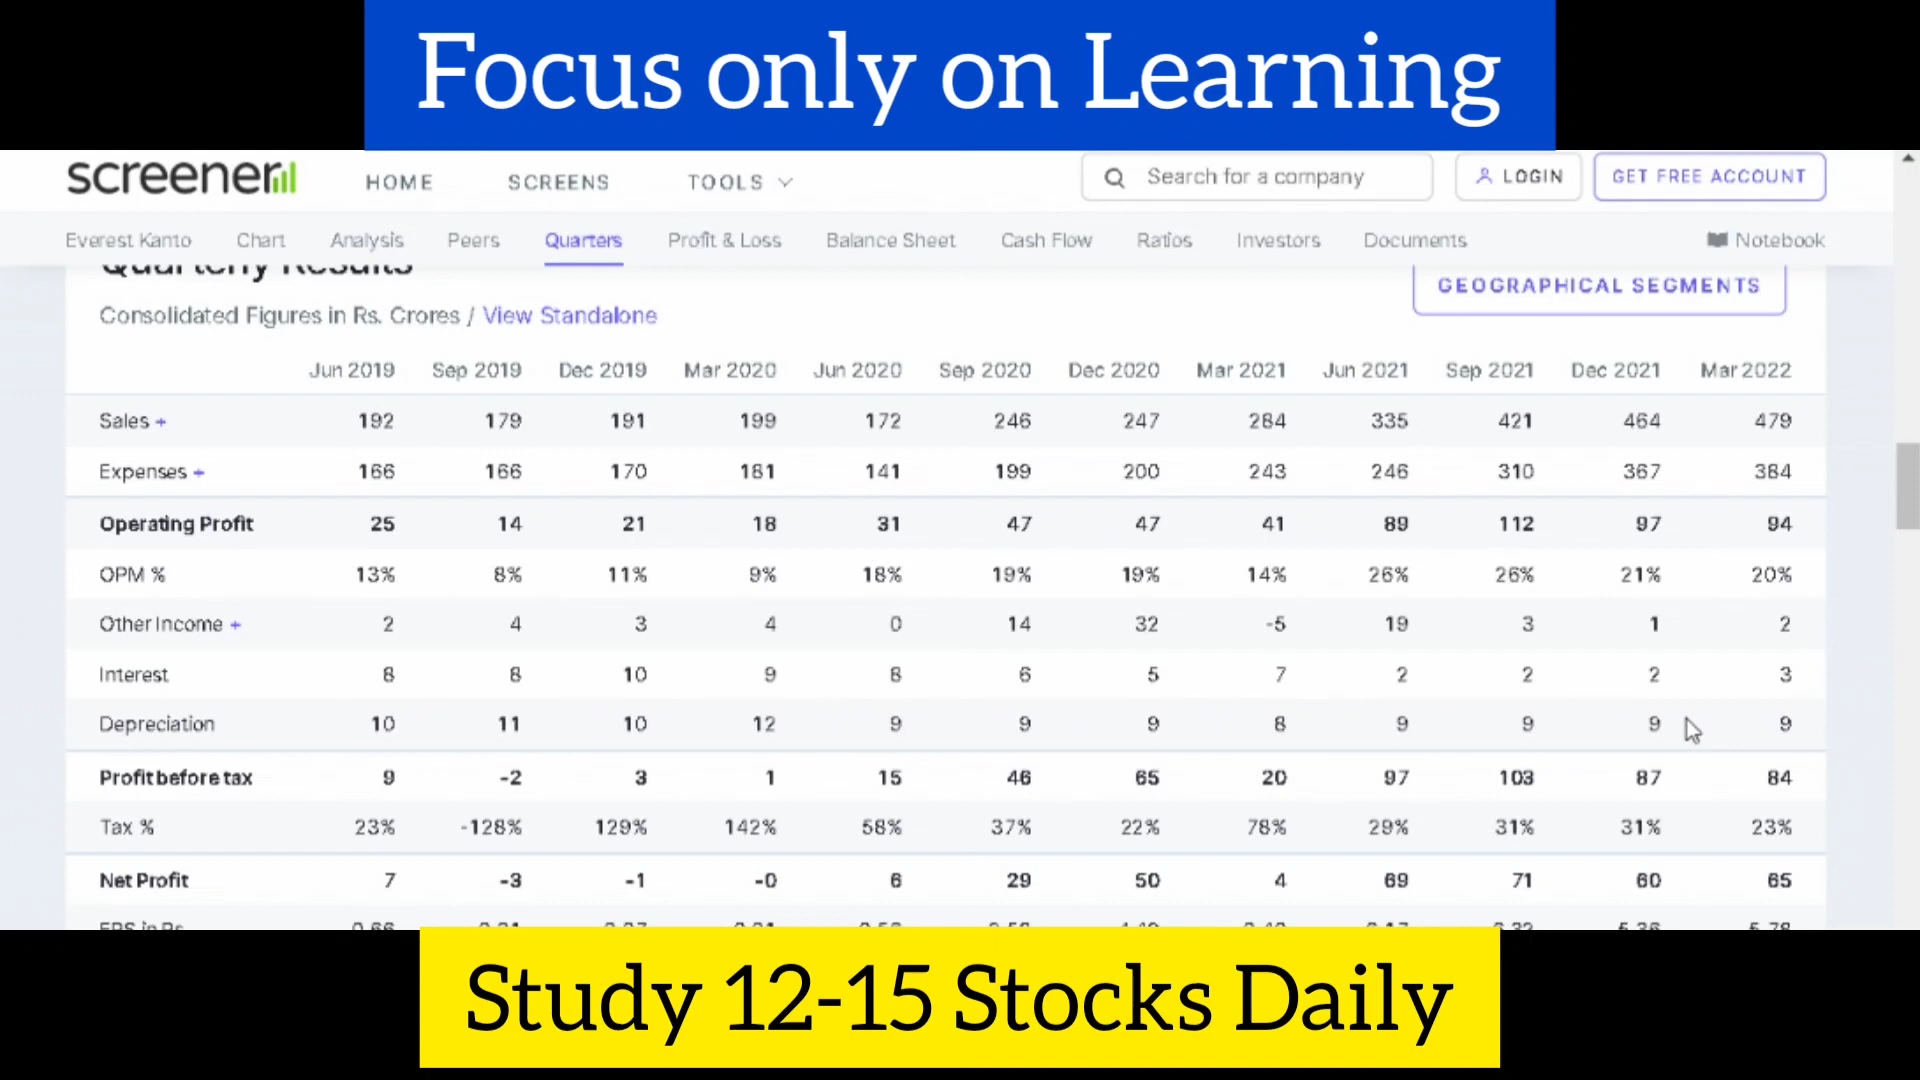 Focus only on Learning
screener
HOME SCREENS TOOLS Search for a company LOGIN GET FREE ACCOUNT
Everest Kanto Chart Analysis Peers Quarters Profit & Loss Balance Sheet Cash Flow Ratios Investors Documents Notebook
Quarterly Results
GEOGRAPHICAL SEGMENTS
Consolidated Figures in Rs. Crores / View Standalone
Jun 2019 Sep 2019 Dec 2019 Mar 2020 Jun 2020 Sep 2020 Dec 2020 Mar 2021 Jun 2021 Sep 2021 Dec 2021 Mar 2022
Sales + 192 179 191 199 172 246 247 284 335 421 464 479
Expenses + 166 166 170 181 141 199 200 243 246 310 367 384
Operating Profit 25 14 21 18 31 47 47 41 89 112 97 94
OPM % 13% 8% 11% 9% 18% 19% 19% 14% 26% 26% 21% 20%
Other Income + 2 4 3 4 0 14 32 -5 19 3 1 2
Interest 8 8 10 9 8 6 5 7 2 2 2 3
Depreciation 10 11 10 12 9 9 9 8 9 9 9 9
Profit before tax 9 -2 3 1 15 46 65 20 97 103 87 84
Tax % 23% -128% 129% 142% 58% 37% 22% 78% 29% 31% 31% 23%
Net Profit 7 -3 -1 -0 6 29 50 4 69 71 60 65
EPS in Rs
Study 12-15 Stocks Daily